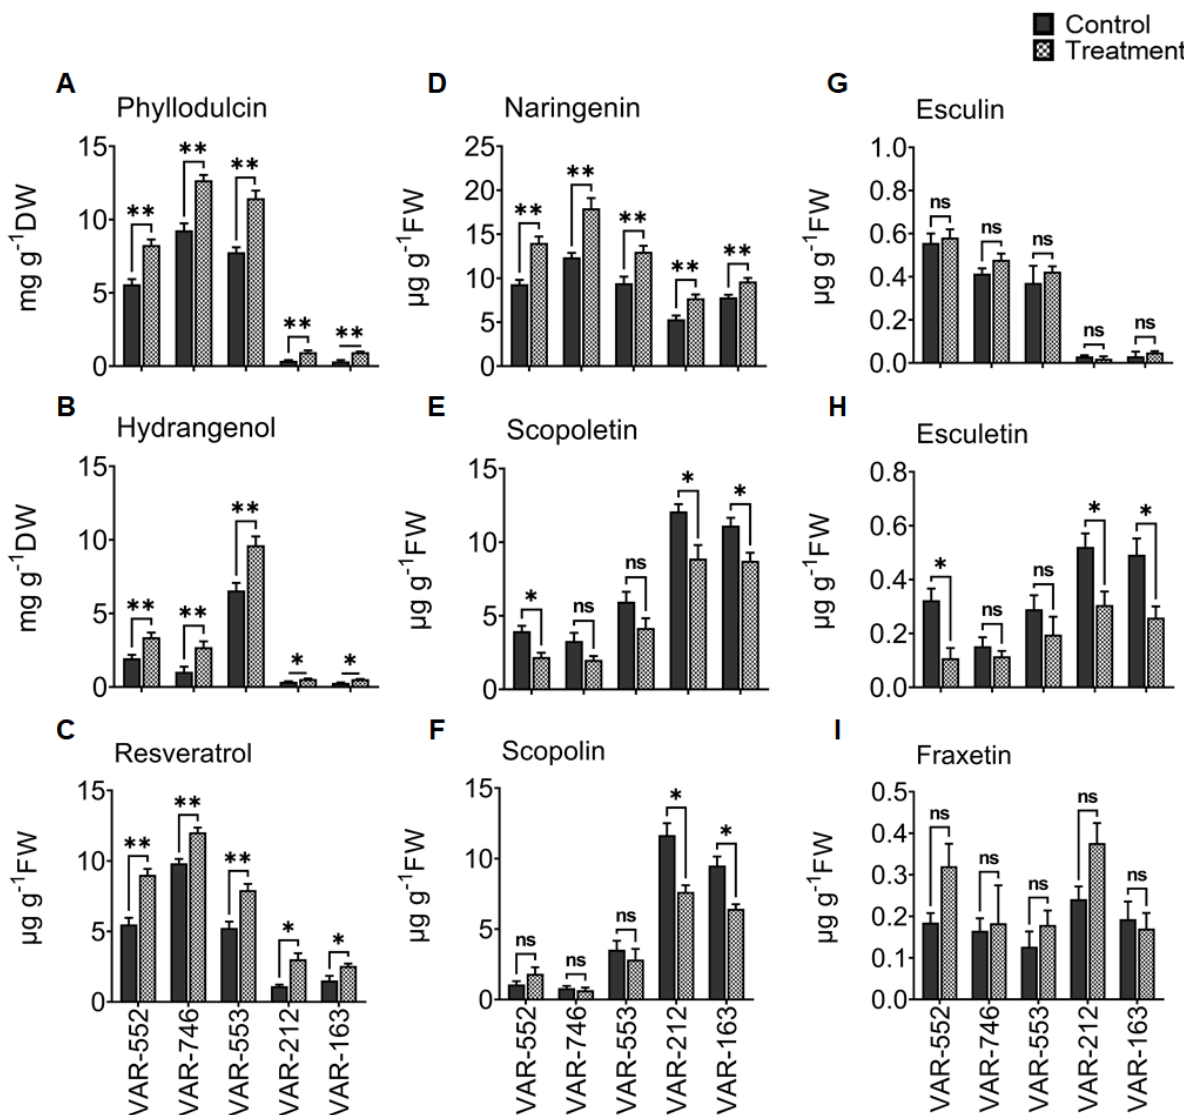 Control
Treatment
A
Phyllodulcin
mg g-1DW
15
10
5
0
**
**
**
**
**
D
Naringenin
µg g-1FW
25
20
15
10
5
0
**
**
**
**
**
G
Esculin
µg g-1FW
1.0
0.8
0.6
0.4
0.2
0.0
ns
ns
ns
ns
ns
B
Hydrangenol
mg g-1DW
15
10
5
0
**
**
**
*
*
E
Scopoletin
µg g-1FW
15
10
5
0
*
ns
ns
*
*
H
Esculetin
µg g-1FW
0.8
0.6
0.4
0.2
0.0
*
ns
ns
*
*
C
Resveratrol
µg g-1FW
15
10
5
0
**
**
**
*
*
VAR-552
VAR-746
VAR-553
VAR-212
VAR-163
F
Scopolin
µg g-1FW
15
10
5
0
ns
ns
ns
*
*
VAR-552
VAR-746
VAR-553
VAR-212
VAR-163
I
Fraxetin
µg g-1FW
0.5
0.4
0.3
0.2
0.1
0.0
ns
ns
ns
ns
ns
VAR-552
VAR-746
VAR-553
VAR-212
VAR-163